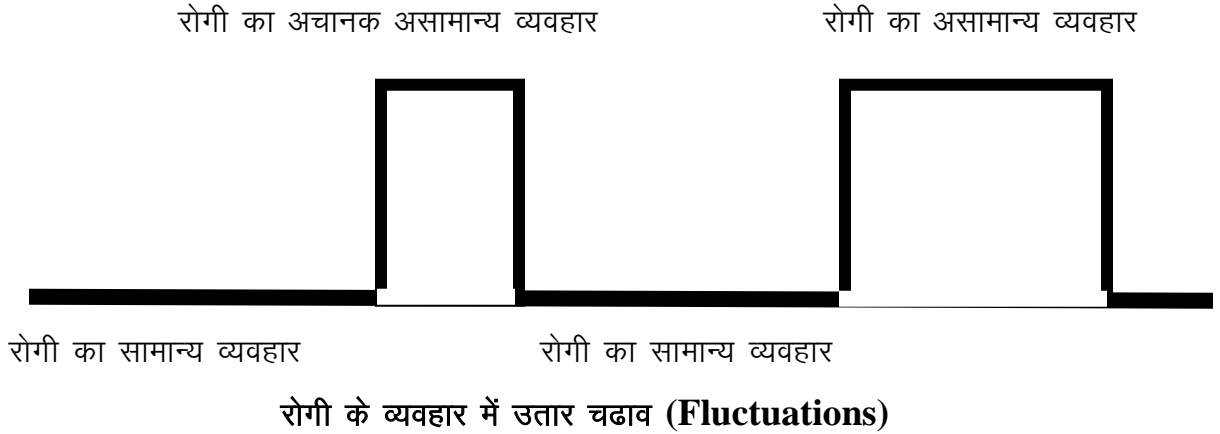 रोगी का अचानक असामान्य व्यवहार रोगी का असामान्य व्यवहार
रोगी का सामान्य व्यवहार रोगी का सामान्य व्यवहार
रोगी के व्यवहार में उतार चढाव (Fluctuations)